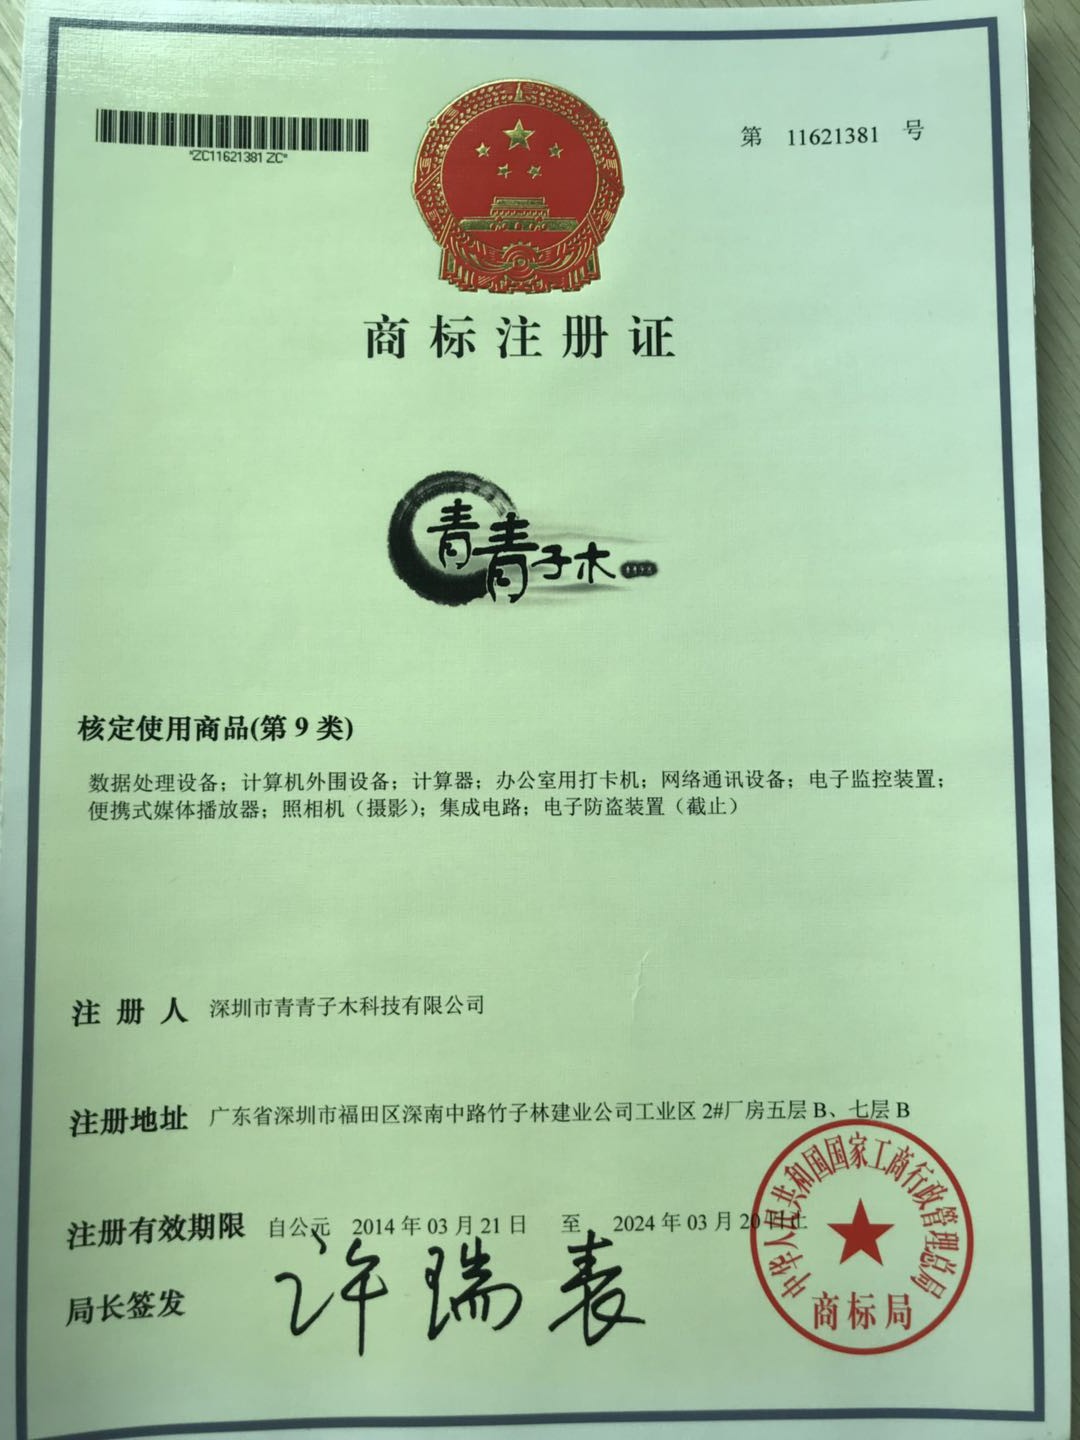 *ZC11621381ZC*
第 11621381 号
商标注册证
青青子木
核定使用商品(第 9 类)
数据处理设备；计算机外围设备；计算器；办公室用打卡机；网络通讯设备；电子监控装置；
便携式媒体播放器；照相机（摄影）；集成电路；电子防盗装置（截止）
注册人 深圳市青青子木科技有限公司
注册地址 广东省深圳市福田区深南中路竹子林建业公司工业区 2#厂房五层 B、七层 B
注册有效期限 自公元 2014 年 03 月 21 日 至 2024 年 03 月 20 日止
局长签发 许瑞表
中华人民共和国国家工商行政管理总局
商标局